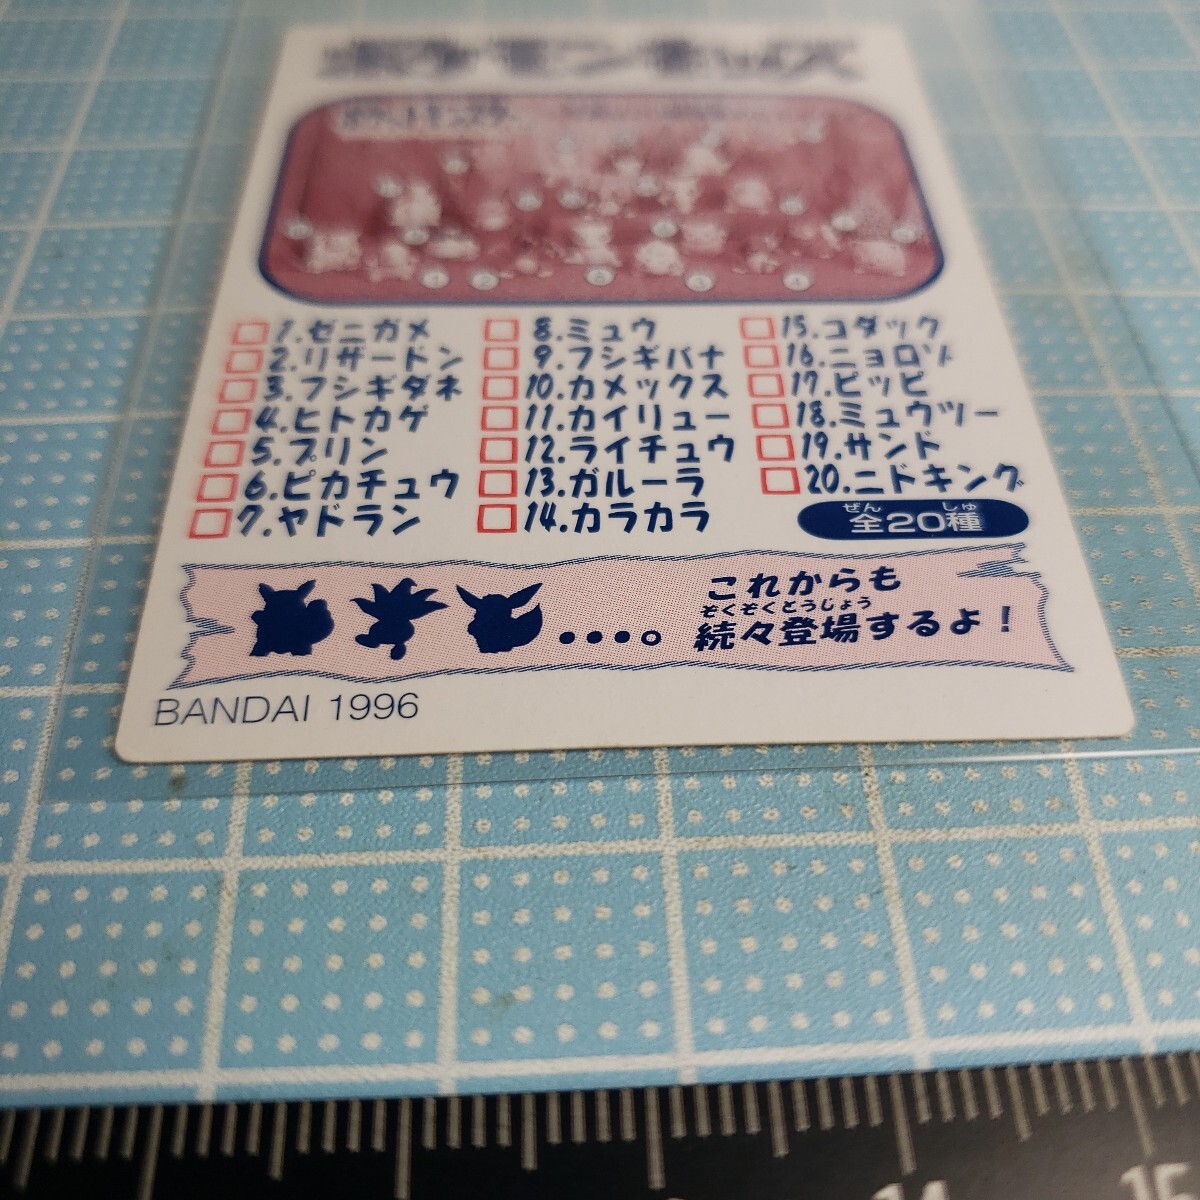 ポケモンキッズ
□1.ゼニガメ
□2.リザードン
□3.フシギダネ
□4.ヒトカゲ
□5.プリン
□6.ピカチュウ
□7.ヤドラン
□8.ミュウ
□9.フシギバナ
□10.カメックス
□11.カイリュー
□12.ライチュウ
□13.ガルーラ
□14.カラカラ
□15.コダック
□16.ニョロゾ
□17.ピッピ
□18.ミュウツー
□19.サンド
□20.ニドキング
ぜん しゅ
全20種
これからも
ぞくぞくとうじょう
続々登場するよ!
....。
BANDAI 1996
14
15